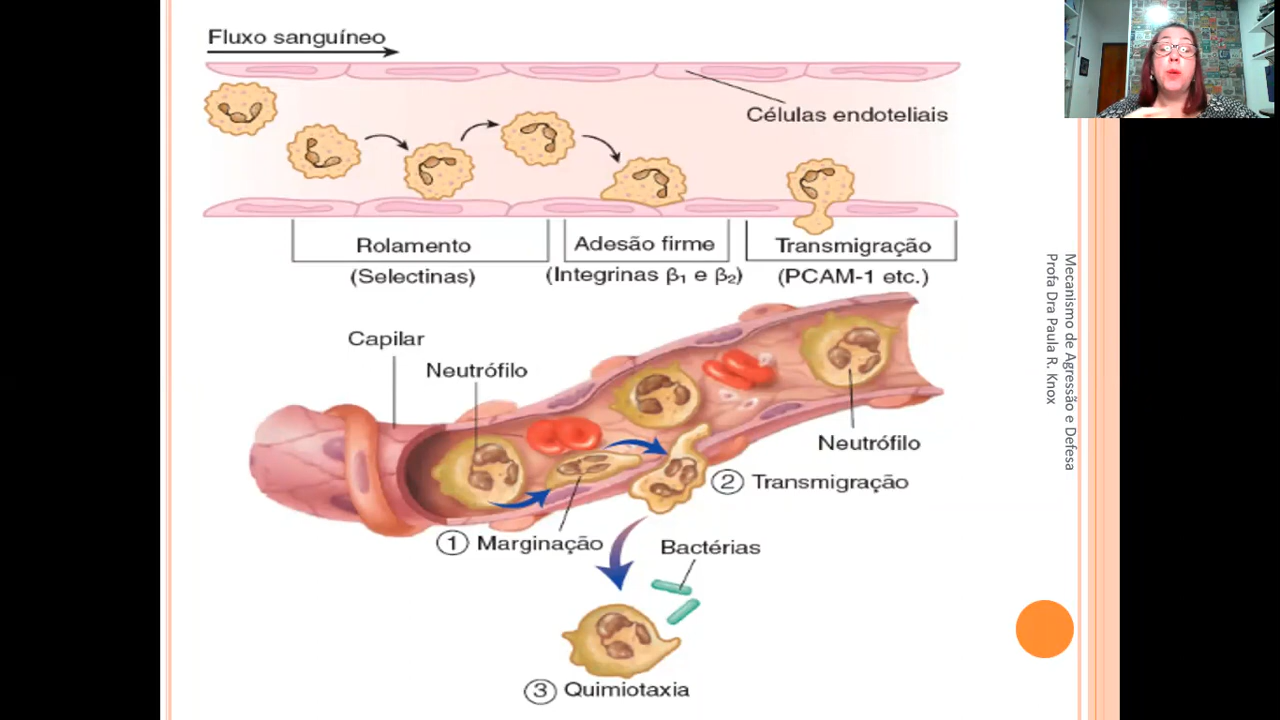 Fluxo sanguíneo
Células endoteliais
Rolamento
(Selectinas)
Adesão firme
(Integrinas β₁ e β₂)
Transmigração
(PCAM-1 etc.)
Capilar
Neutrófilo
Neutrófilo
② Transmigração
① Marginação
Bactérias
③ Quimiotaxia
Mecanismo de Agressão e Defesa
Profa Dra Paula R. Knox